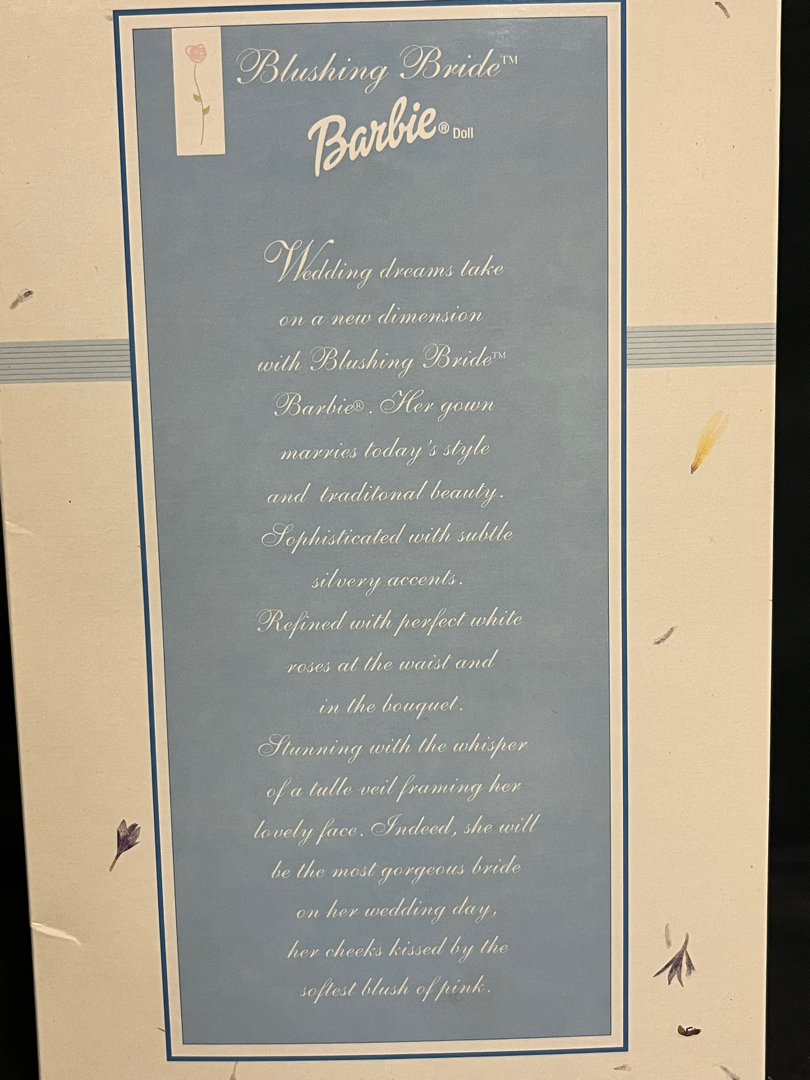 Blushing Bride™
Barbie® Doll
Wedding dreams take
on a new dimension
with Blushing Bride™
Barbie®. Her gown
marries today's style
and traditonal beauty.
Sophisticated with subtle
silvery accents.
Refined with perfect white
roses at the waist and
in the bouquet.
Stunning with the whisper
of a tulle veil framing her
lovely face. Indeed, she will
be the most gorgeous bride
on her wedding day,
her cheeks kissed by the
softest blush of pink.